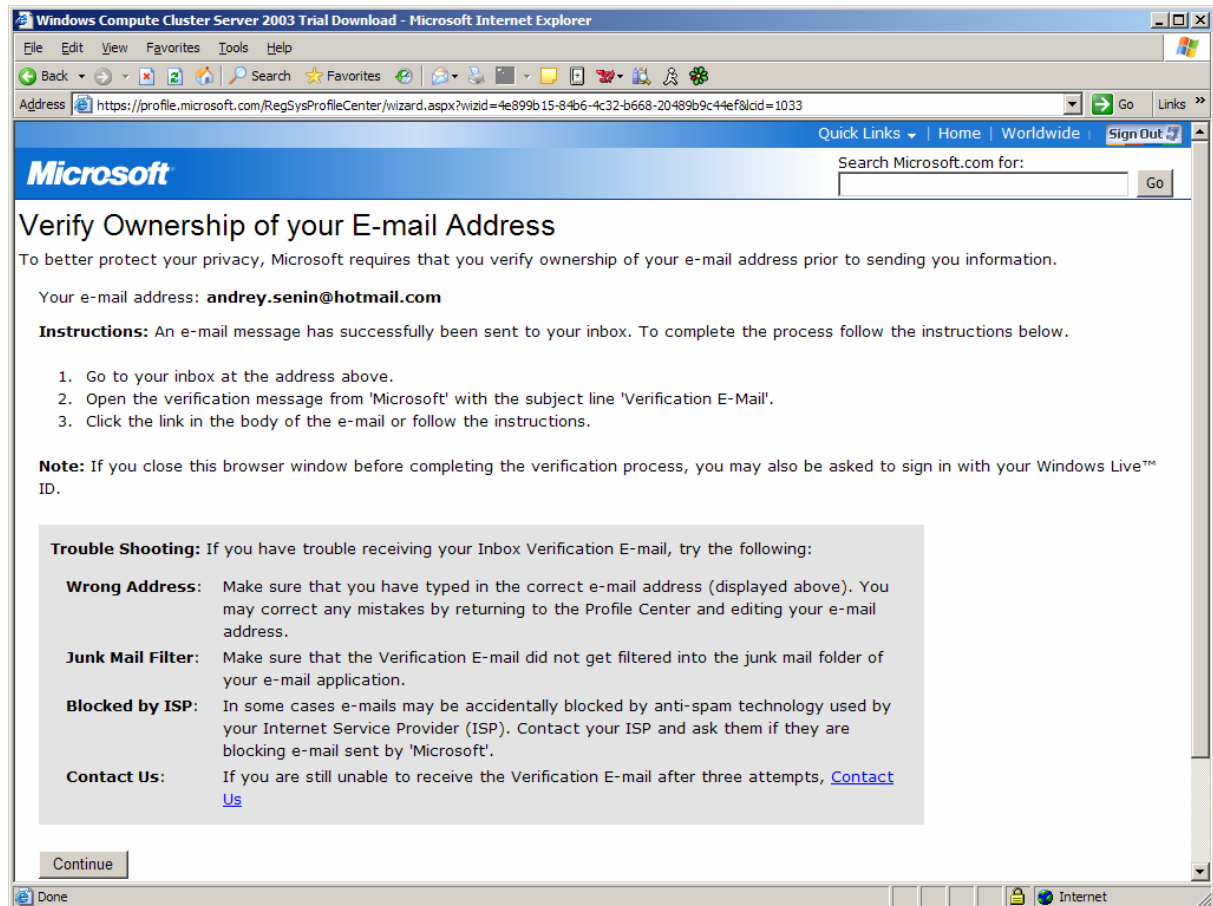 Windows Compute Cluster Server 2003 Trial Download - Microsoft Internet Explorer
File Edit View Favorites Tools Help
Back Search Favorites
Address https://profile.microsoft.com/RegSysProfileCenter/wizard.aspx?wizid=4e899b15-84b6-4c32-b668-20489b9c44ef&lcid=1033 Go Links »
Quick Links | Home | Worldwide | Sign Out
Microsoft
Search Microsoft.com for:
Go
Verify Ownership of your E-mail Address
To better protect your privacy, Microsoft requires that you verify ownership of your e-mail address prior to sending you information.
Your e-mail address: andrey.senin@hotmail.com
Instructions: An e-mail message has successfully been sent to your inbox. To complete the process follow the instructions below.
1. Go to your inbox at the address above.
2. Open the verification message from 'Microsoft' with the subject line 'Verification E-Mail'.
3. Click the link in the body of the e-mail or follow the instructions.
Note: If you close this browser window before completing the verification process, you may also be asked to sign in with your Windows Live™
ID.
Trouble Shooting: If you have trouble receiving your Inbox Verification E-mail, try the following:
Wrong Address: Make sure that you have typed in the correct e-mail address (displayed above). You
may correct any mistakes by returning to the Profile Center and editing your e-mail
address.
Junk Mail Filter: Make sure that the Verification E-mail did not get filtered into the junk mail folder of
your e-mail application.
Blocked by ISP: In some cases e-mails may be accidentally blocked by anti-spam technology used by
your Internet Service Provider (ISP). Contact your ISP and ask them if they are
blocking e-mail sent by 'Microsoft'.
Contact Us: If you are still unable to receive the Verification E-mail after three attempts, Contact
Us
Continue
Done Internet